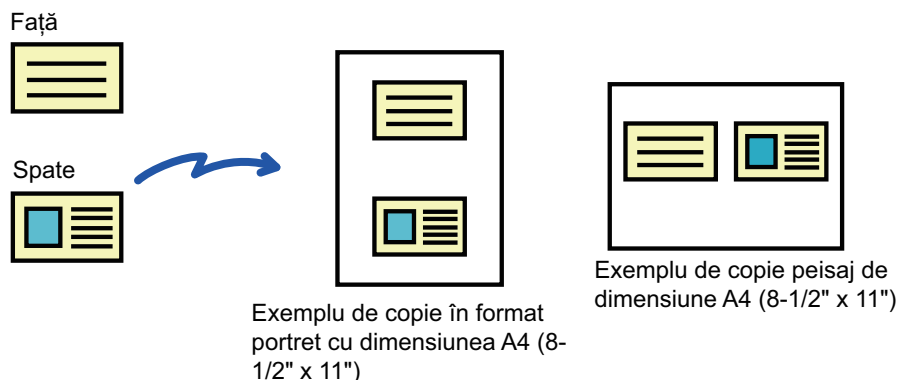 Față
Spate
Exemplu de copie în format
portret cu dimensiunea A4 (8-
1/2" x 11")
Exemplu de copie peisaj de
dimensiune A4 (8-1/2" x 11")